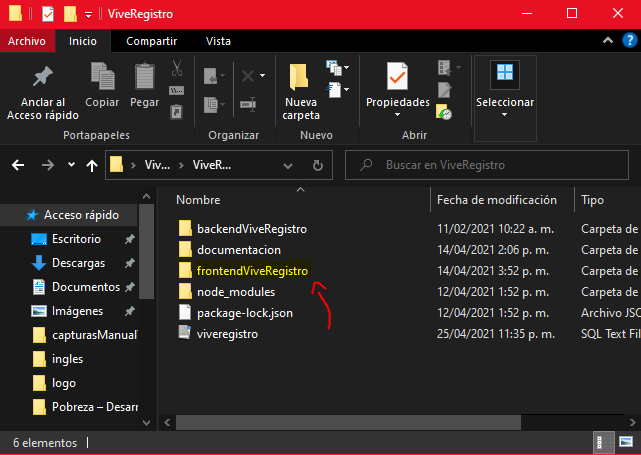 ViveRegistro
Archivo Inicio Compartir Vista
Anclar al
Acceso rápido
Copiar
Pegar
Nueva
carpeta
Propiedades
Seleccionar
Portapapeles Organizar Nuevo Abrir
Viv... ViveR... Buscar en ViveRegistro
Nombre Fecha de modificación Tipo
Acceso rápido
Escritorio
Descargas
Documentos
Imágenes
capturasManual
ingles
logo
Pobreza – Desarr
backendViveRegistro 11/02/2021 10:22 a. m. Carpeta de
documentacion 14/04/2021 2:06 p. m. Carpeta de
frontendViveRegistro 14/04/2021 3:52 p. m. Carpeta de
node_modules 12/04/2021 1:52 p. m. Carpeta de
package-lock.json 12/04/2021 1:52 p. m. Archivo JSO
viveregistro 25/04/2021 11:35 p. m. SQL Text Fil
6 elementos